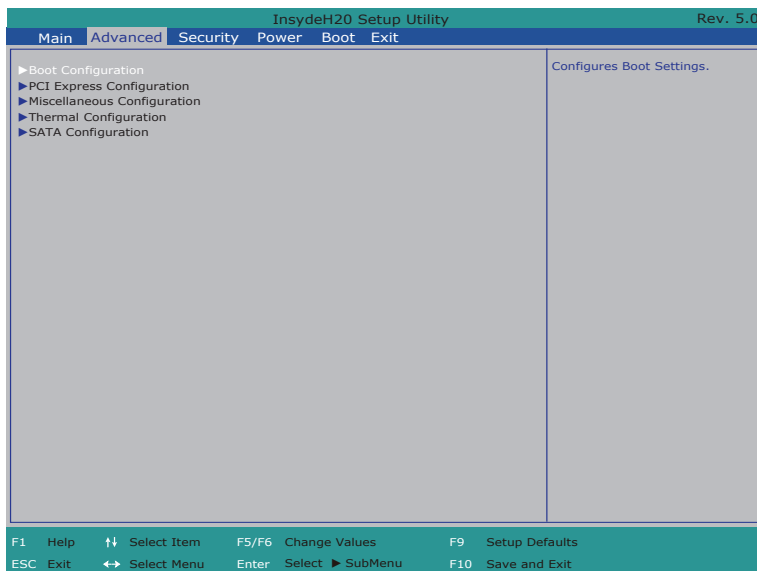 InsydeH20 Setup Utility Rev. 5.0
Main Advanced Security Power Boot Exit
►Boot Configuration
►PCI Express Configuration
►Miscellaneous Configuration
►Thermal Configuration
►SATA Configuration
Configures Boot Settings.
F1 Help ↑↓ Select Item F5/F6 Change Values F9 Setup Defaults
ESC Exit ↔ Select Menu Enter Select ► SubMenu F10 Save and Exit